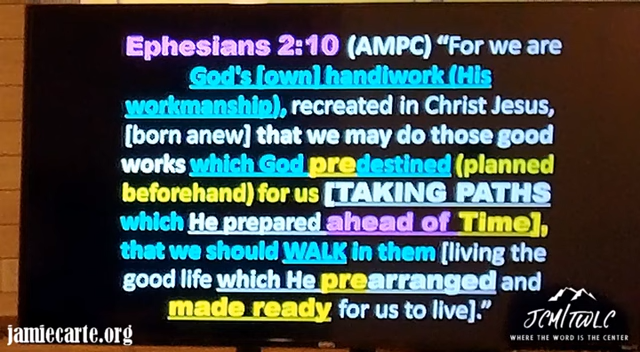 Ephesians 2:10 (AMPC) “For we are
God's [own] handiwork (His
workmanship), recreated in Christ Jesus,
[born anew] that we may do those good
works which God predestined (planned
beforehand) for us [TAKING PATHS
which He prepared ahead of Time],
that we should WALK in them [living the
good life which He prearranged and
made ready for us to live].”
jamiecarte.org
JCM|TWLC
WHERE THE WORD IS THE CENTER